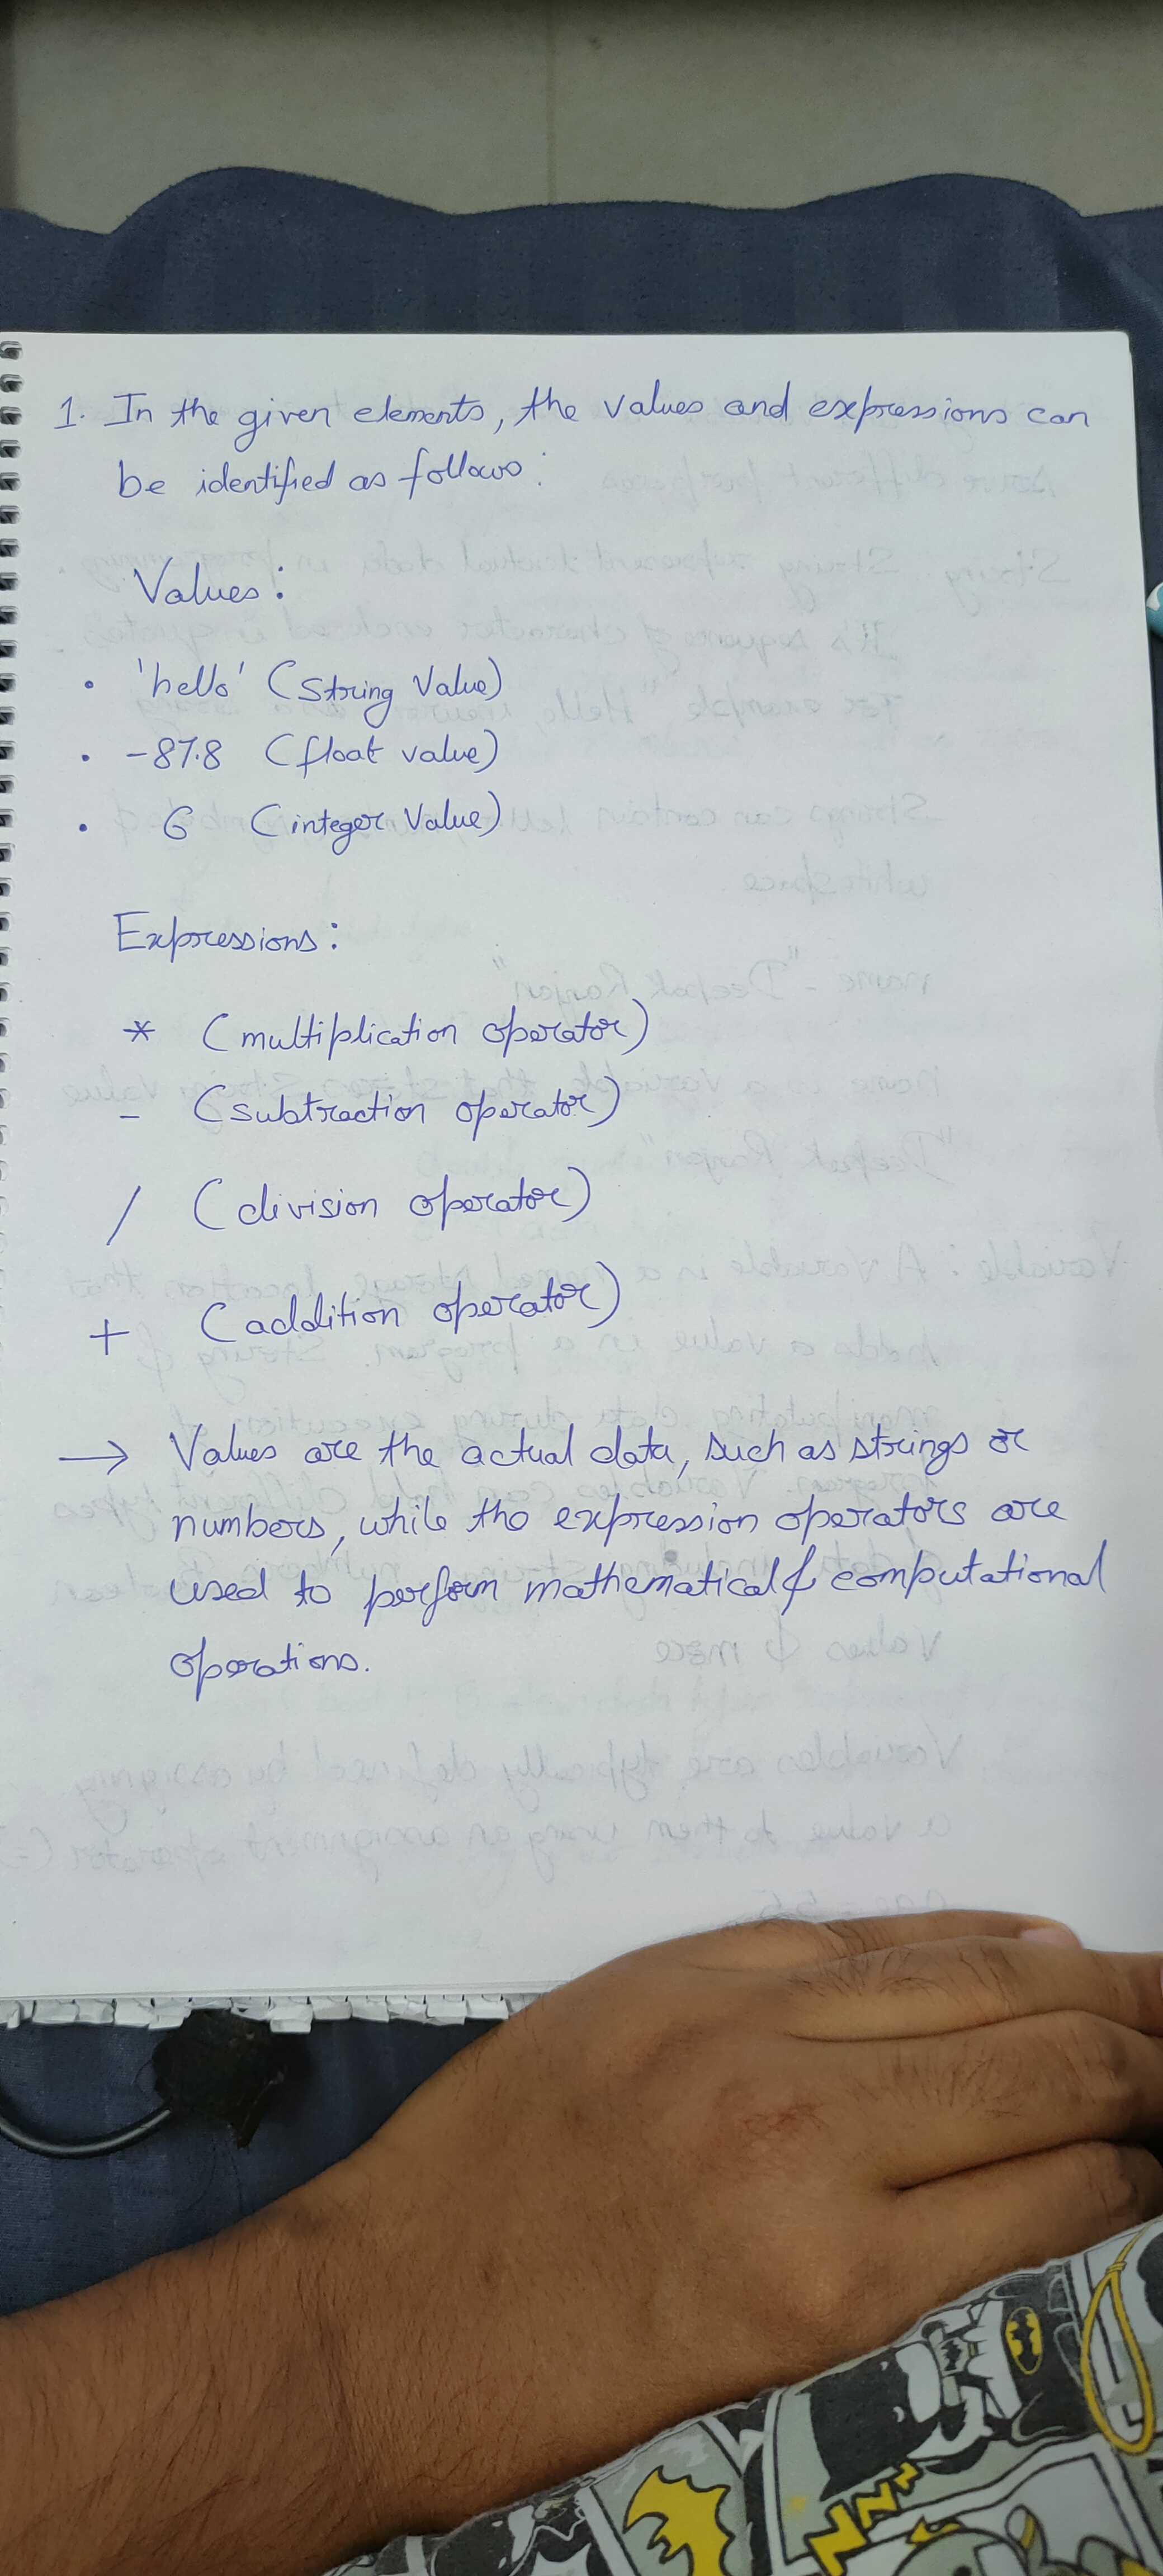 1. In the given elements, the values and expressions can
be identified as follows:
Values:
• 'hello' (string value)
• -87.8 (float value)
• 6 (integer value)
Expressions:
* (multiplication operator)
- (subtraction operator)
/ (division operator)
+ (addition operator)
→ Values are the actual data, such as strings or
numbers, while the expression operators are
used to perform mathematical & computational
operations.